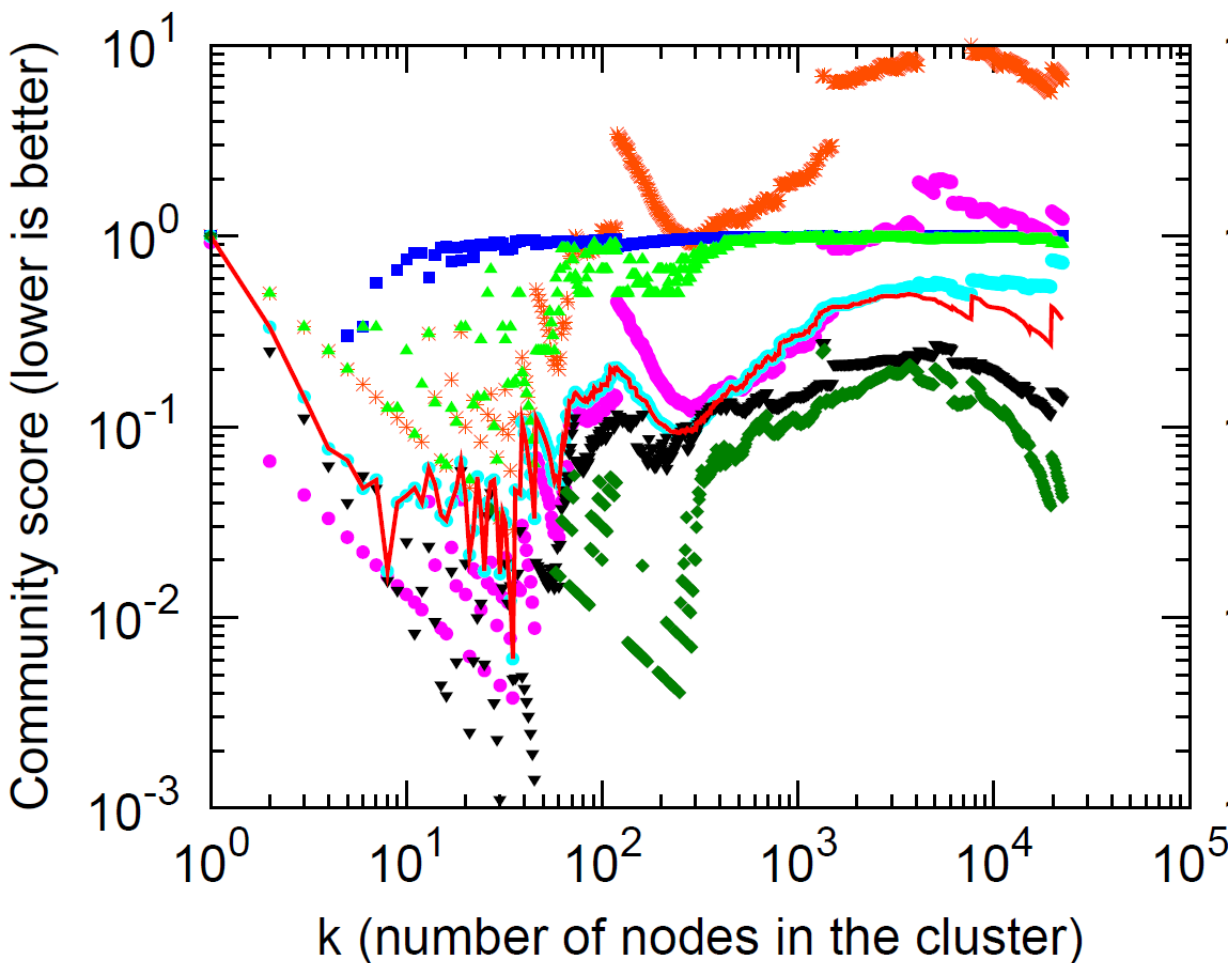 Community score (lower is better)
10^1
10^0
10^-1
10^-2
10^-3
10^0 10^1 10^2 10^3 10^4 10^5
k (number of nodes in the cluster)